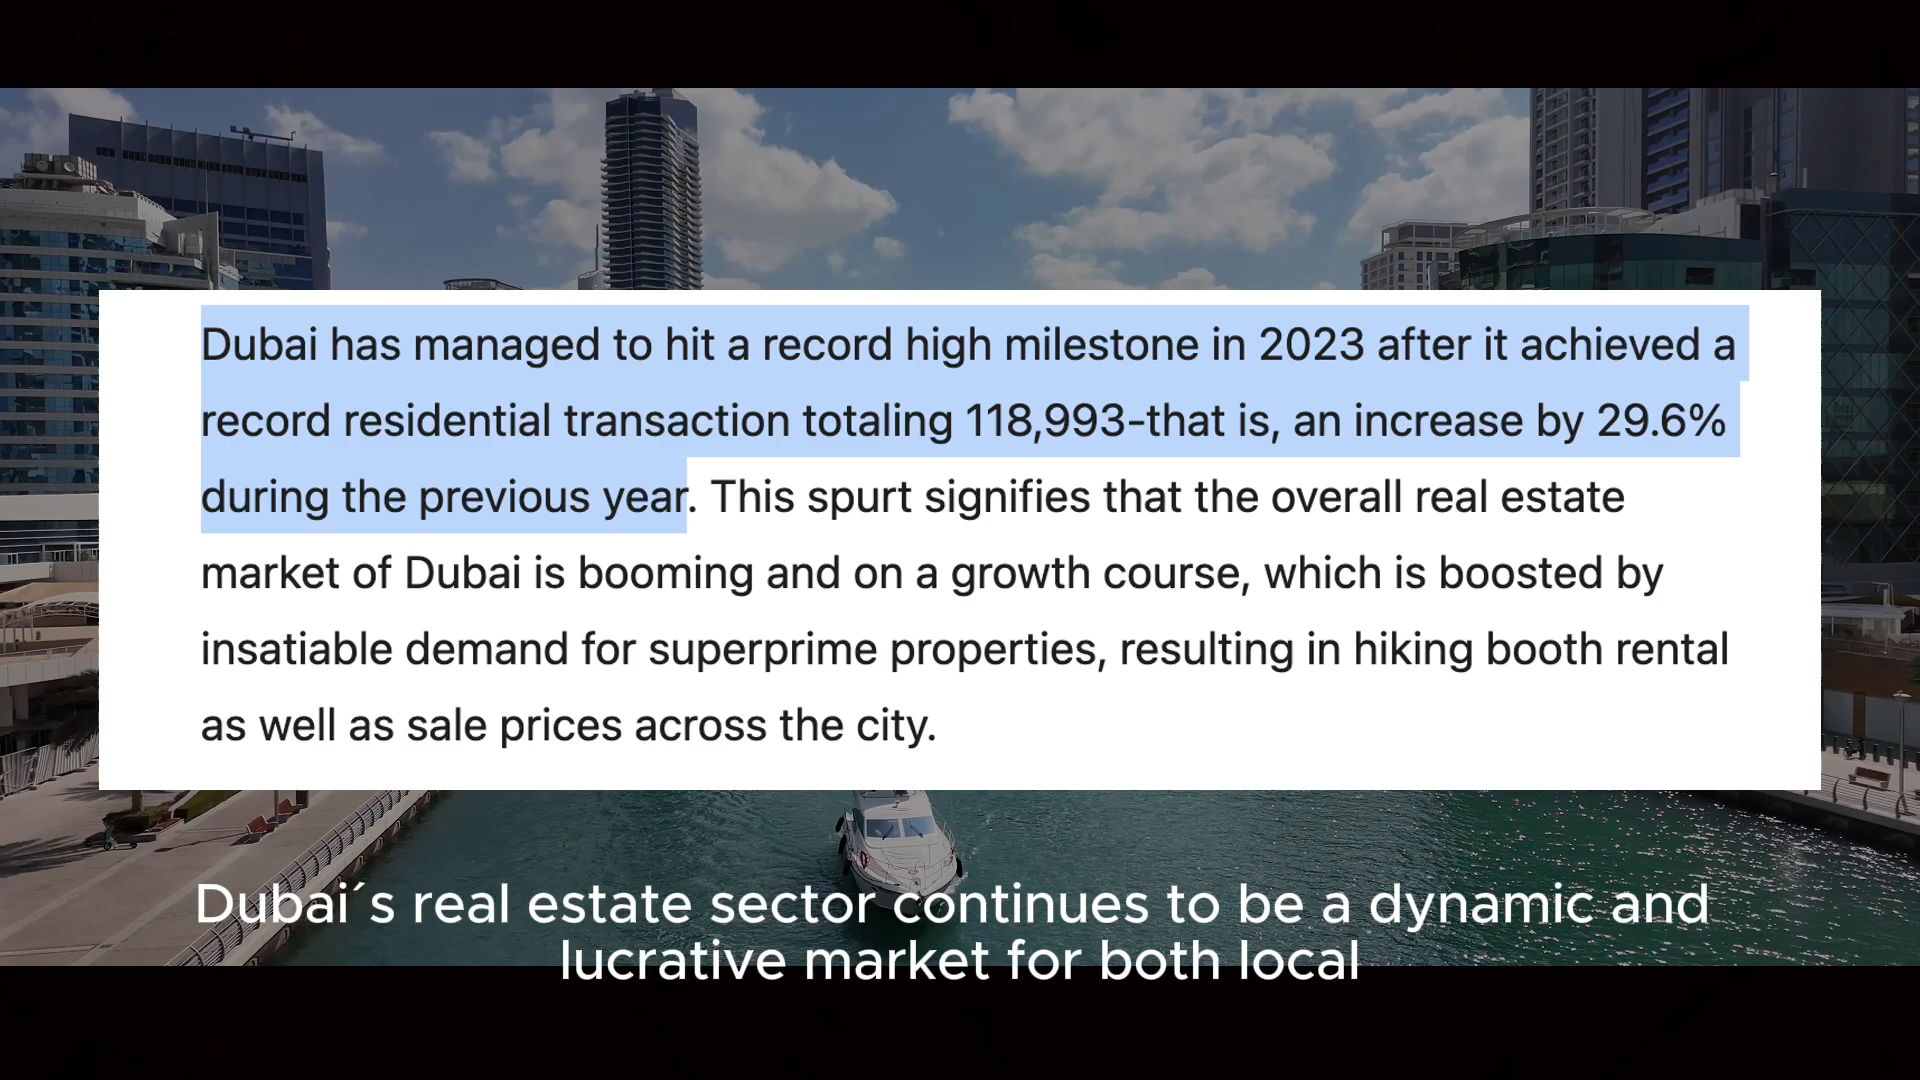 Dubai has managed to hit a record high milestone in 2023 after it achieved a
record residential transaction totaling 118,993-that is, an increase by 29.6%
during the previous year. This spurt signifies that the overall real estate
market of Dubai is booming and on a growth course, which is boosted by
insatiable demand for superprime properties, resulting in hiking booth rental
as well as sale prices across the city.
Dubai´s real estate sector continues to be a dynamic and
lucrative market for both local